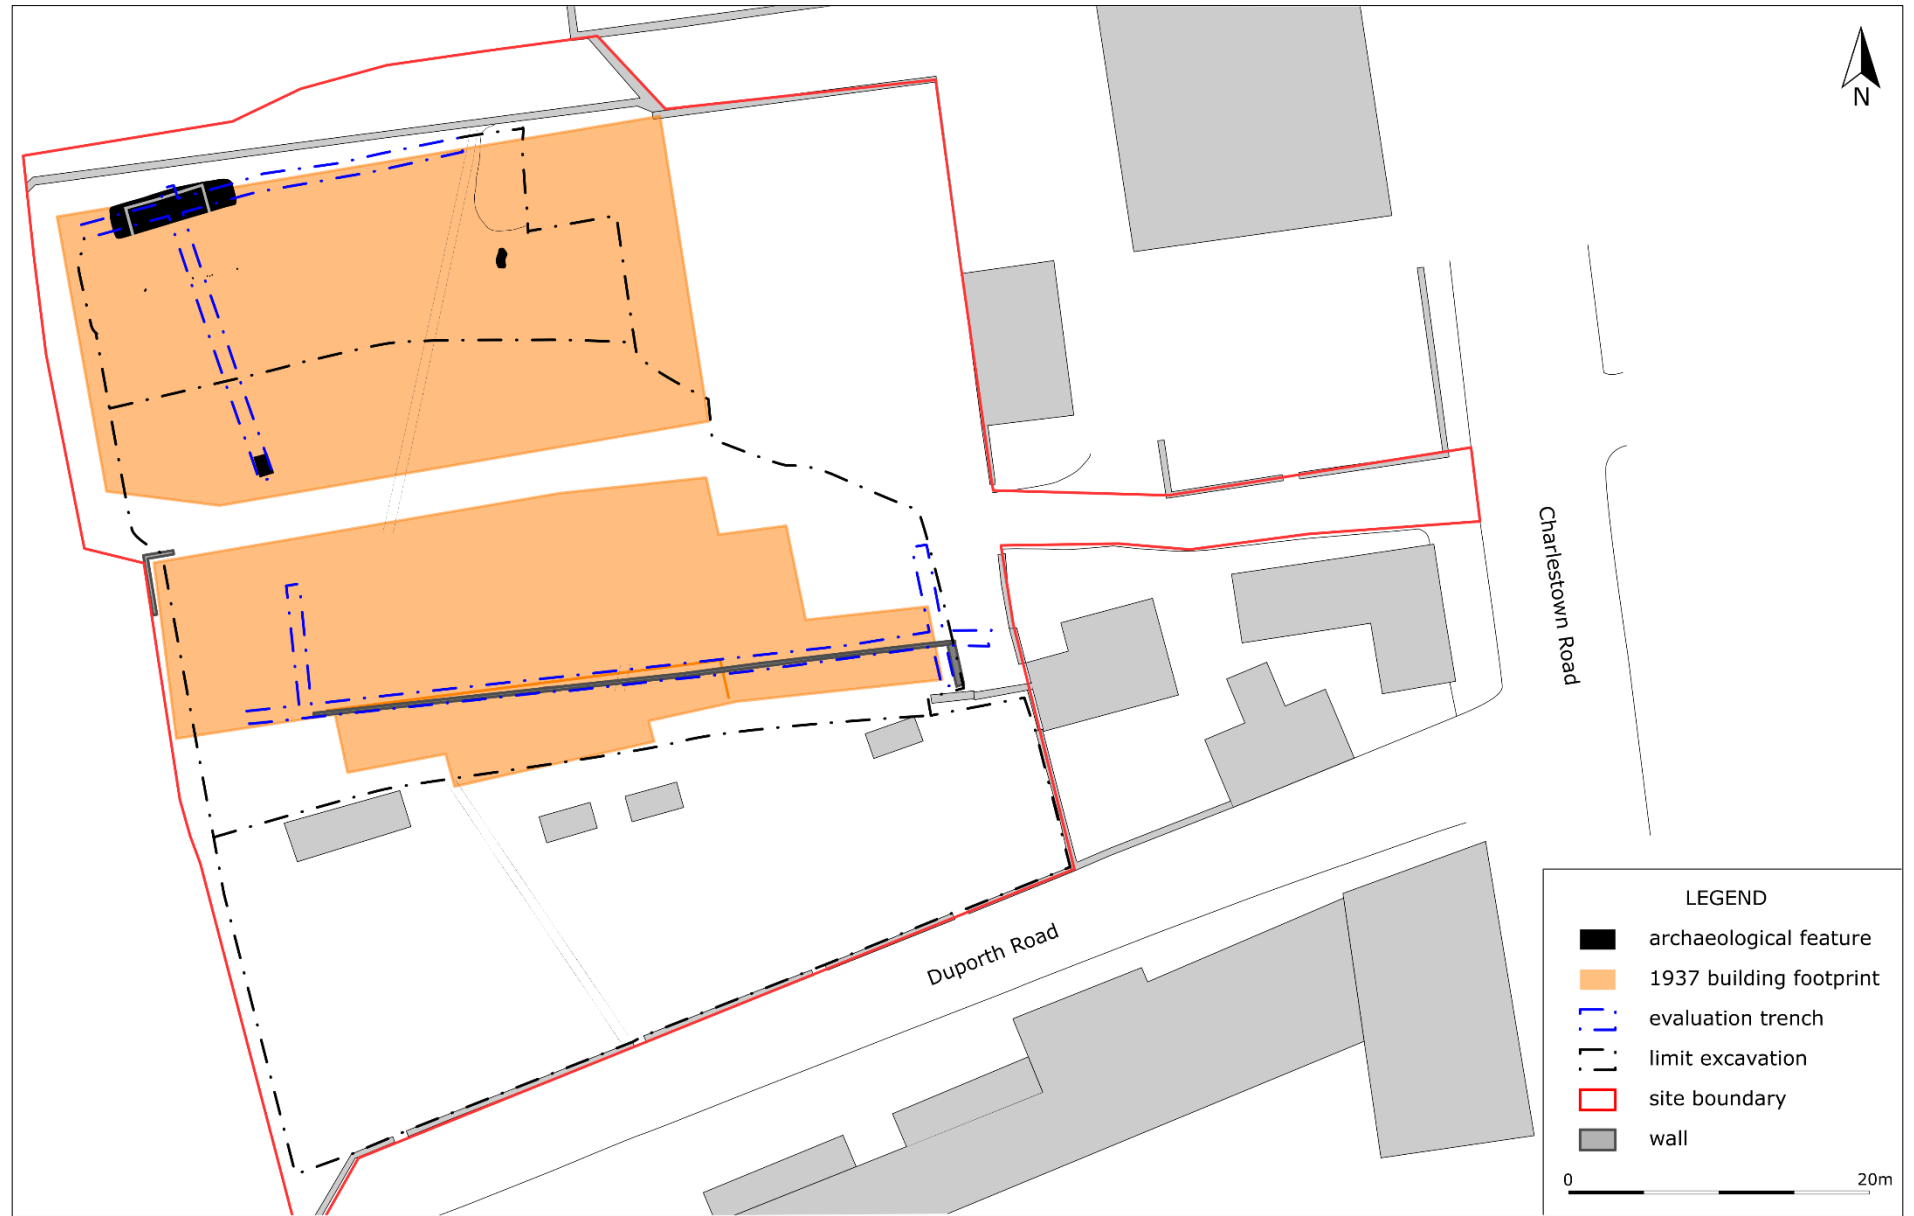 N
Charlestown Road
Duporth Road
LEGEND
archaeological feature
1937 building footprint
evaluation trench
limit excavation
site boundary
wall
0 20m